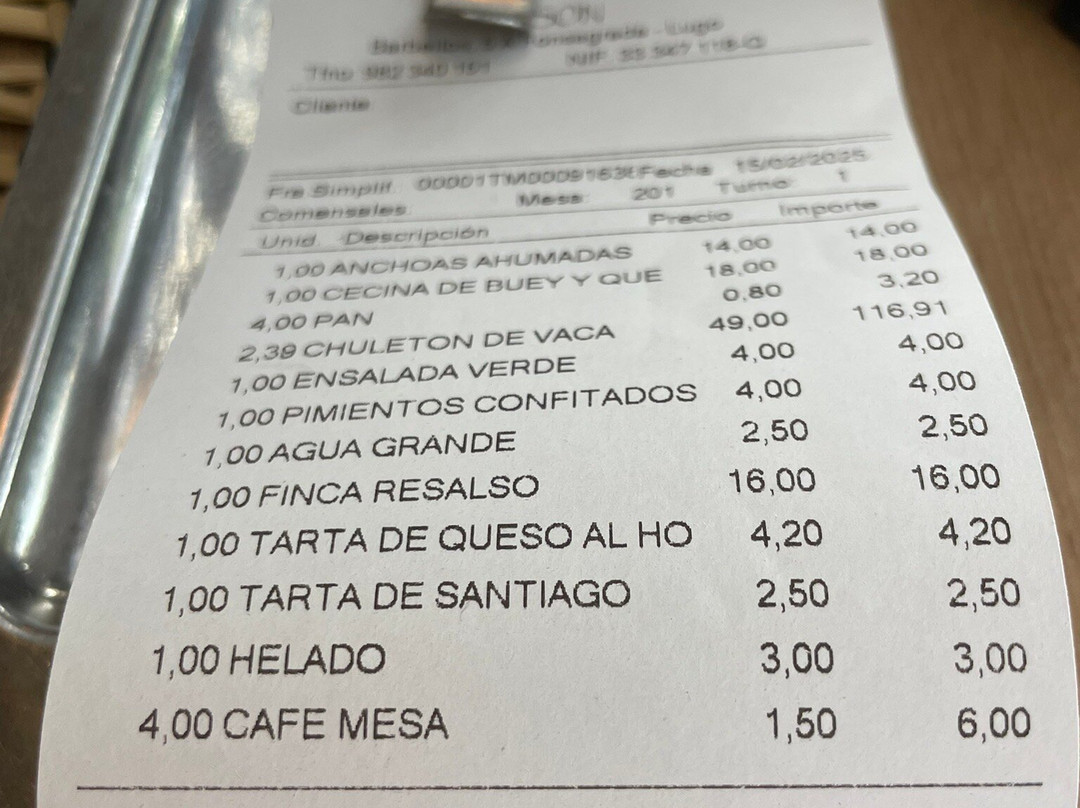 Cliente
Fra.Simplif. Fecha 15/02/2025
Comensales Mesa: 201 Turno: 1
Unid. Descripción Precio Importe
1,00 ANCHOAS AHUMADAS 14,00 14,00
1,00 CECINA DE BUEY Y QUE 18,00 18,00
4,00 PAN 0,80 3,20
2,39 CHULETON DE VACA 49,00 116,91
1,00 ENSALADA VERDE 4,00 4,00
1,00 PIMIENTOS CONFITADOS 4,00 4,00
1,00 AGUA GRANDE 2,50 2,50
1,00 FINCA RESALSO 16,00 16,00
1,00 TARTA DE QUESO AL HO 4,20 4,20
1,00 TARTA DE SANTIAGO 2,50 2,50
1,00 HELADO 3,00 3,00
4,00 CAFE MESA 1,50 6,00